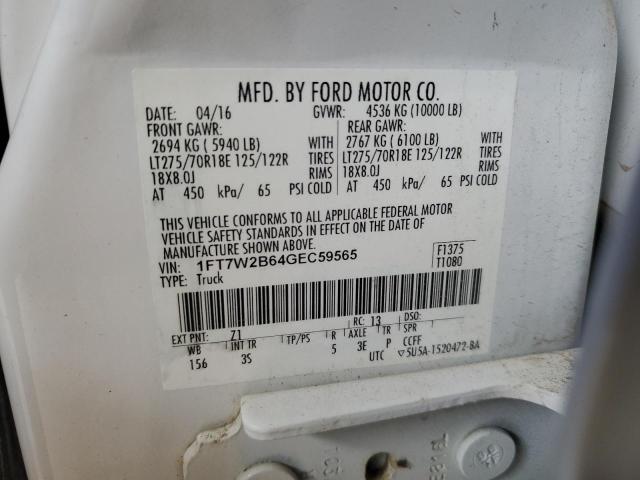 MFD. BY FORD MOTOR CO.
DATE: 04/16 GVWR: 4536 KG (10000 LB)
FRONT GAWR: REAR GAWR:
2694 KG ( 5940 LB) WITH 2767 KG ( 6100 LB) WITH
LT275/70R18E 125/122R TIRES LT275/70R18E 125/122R TIRES
18X8.0J RIMS 18X8.0J RIMS
AT 450 kPa/ 65 PSI COLD AT 450 kPa/ 65 PSI COLD
THIS VEHICLE CONFORMS TO ALL APPLICABLE FEDERAL MOTOR
VEHICLE SAFETY STANDARDS IN EFFECT ON THE DATE OF
MANUFACTURE SHOWN ABOVE.
VIN: 1FT7W2B64GEC59565 F1375
TYPE: Truck T1080
EXT PNT: Z1 RC: 13 DSO:
WB INT TR TP/PS R AXLE TR SPR
156 3S 5 3E P CCFF
UTC ▽5U5A-1520472-BA